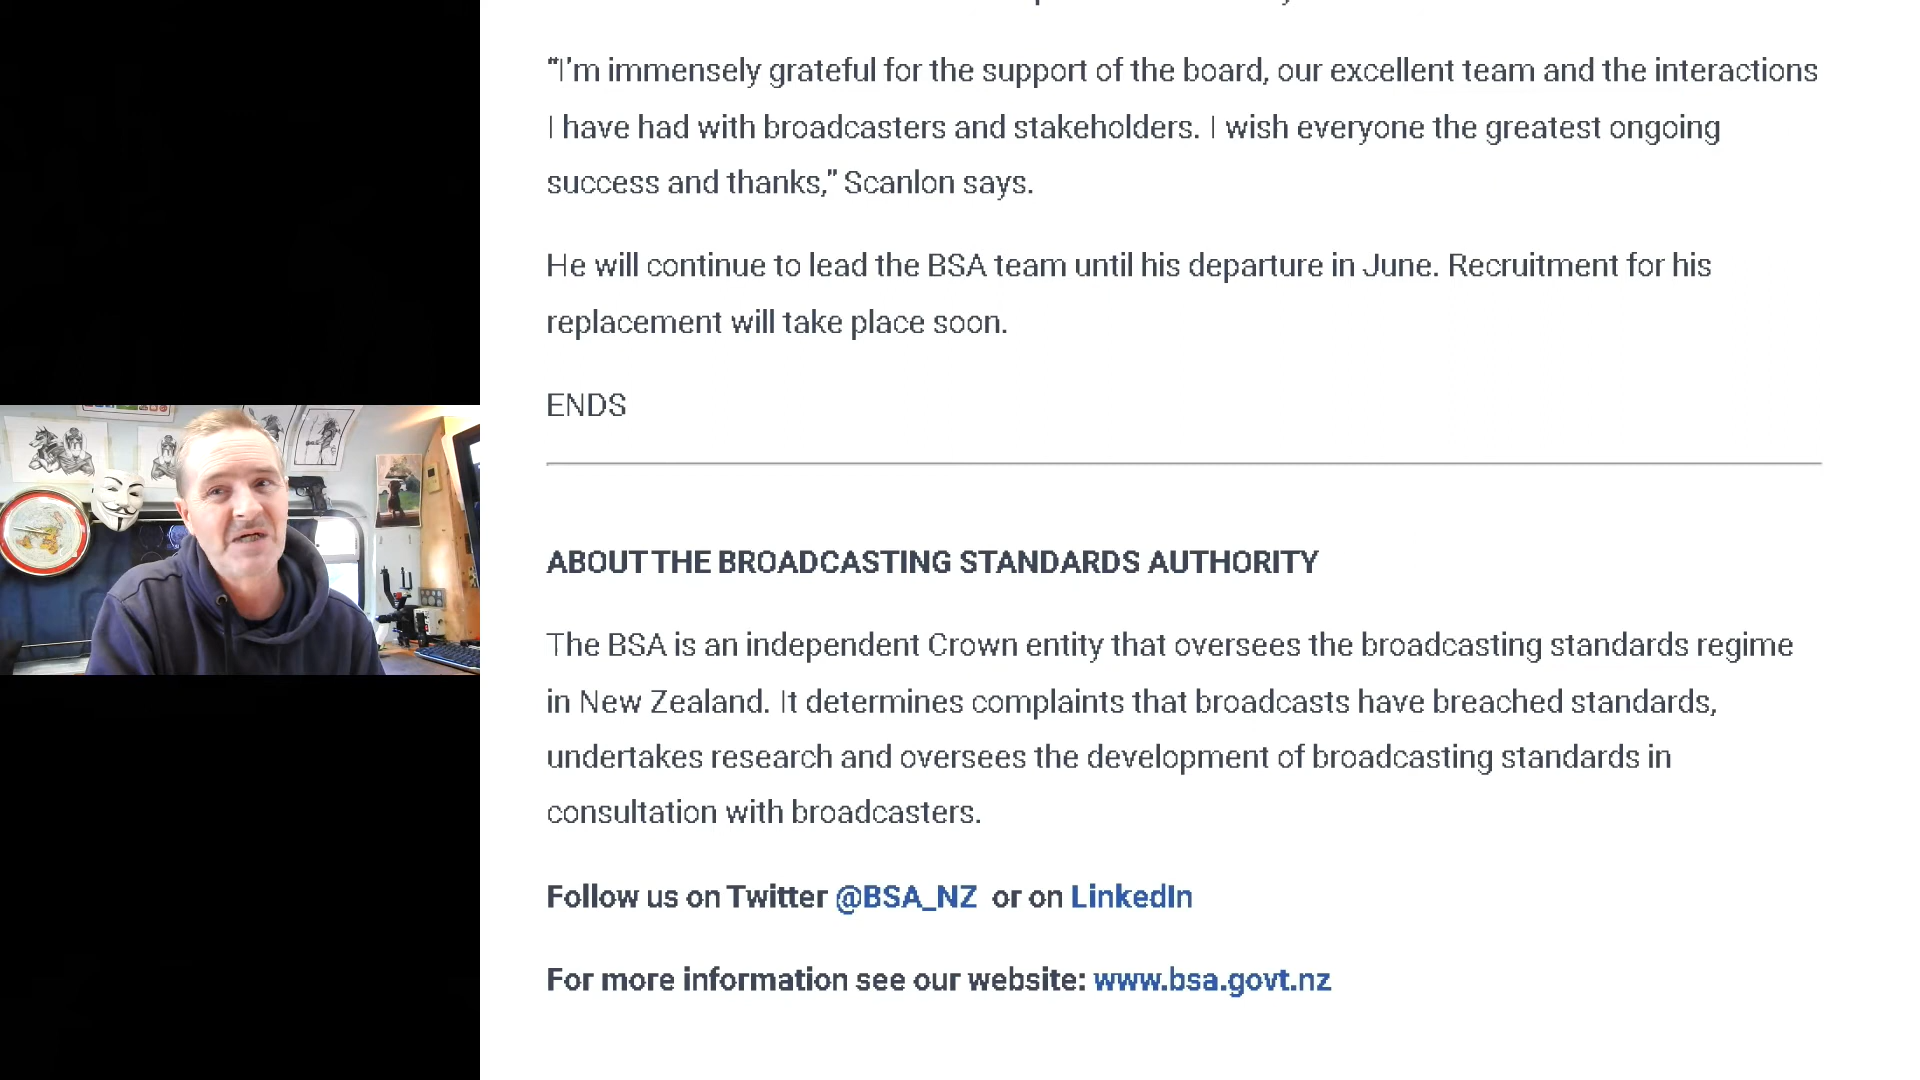 “I’m immensely grateful for the support of the board, our excellent team and the interactions
I have had with broadcasters and stakeholders. I wish everyone the greatest ongoing
success and thanks,” Scanlon says.
He will continue to lead the BSA team until his departure in June. Recruitment for his
replacement will take place soon.
ENDS
ABOUT THE BROADCASTING STANDARDS AUTHORITY
The BSA is an independent Crown entity that oversees the broadcasting standards regime
in New Zealand. It determines complaints that broadcasts have breached standards,
undertakes research and oversees the development of broadcasting standards in
consultation with broadcasters.
Follow us on Twitter @BSA_NZ or on LinkedIn
For more information see our website: www.bsa.govt.nz